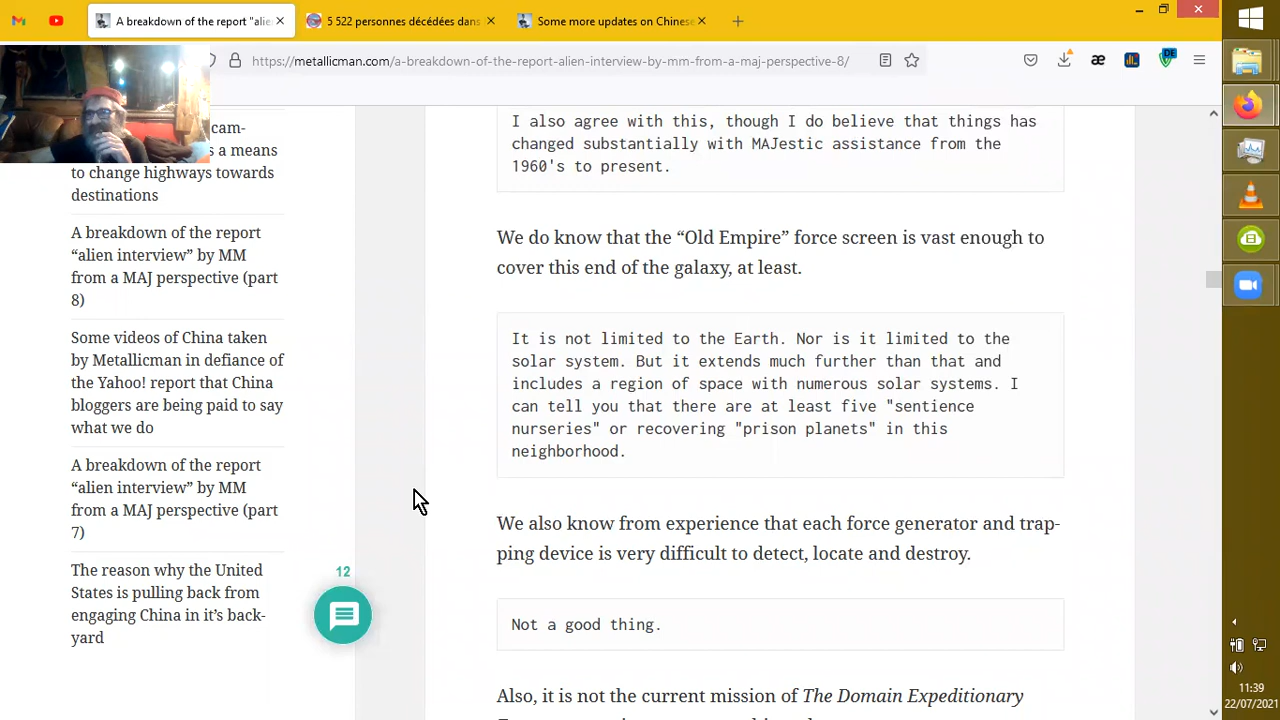 A breakdown of the report "alie
5 522 personnes décédées dans
Some more updates on Chinese
https://metallicman.com/a-breakdown-of-the-r alien-interview-by-mm-from-a-maj-perspective-8/
DE
cam-
s a means
to change highways towards
destinations
A breakdown of the report
“alien interview” by MM
from a MAJ perspective (part
8)
Some videos of China taken
by Metallicman in defiance of
the Yahoo! report that China
bloggers are being paid to say
what we do
A breakdown of the report
“alien interview” by MM
from a MAJ perspective (part
7)
The reason why the United
States is pulling back from
engaging China in it’s back-
yard
12
I also agree with this, though I do believe that things has
changed substantially with MAJestic assistance from the
1960's to present.
We do know that the “Old Empire” force screen is vast enough to
cover this end of the galaxy, at least.
It is not limited to the Earth. Nor is it limited to the
solar system. But it extends much further than that and
includes a region of space with numerous solar systems. I
can tell you that there are at least five "sentience
nurseries" or recovering "prison planets" in this
neighborhood.
We also know from experience that each force generator and trap-
ping device is very difficult to detect, locate and destroy.
Not a good thing.
Also, it is not the current mission of The Domain Expeditionary
11:39
22/07/2021